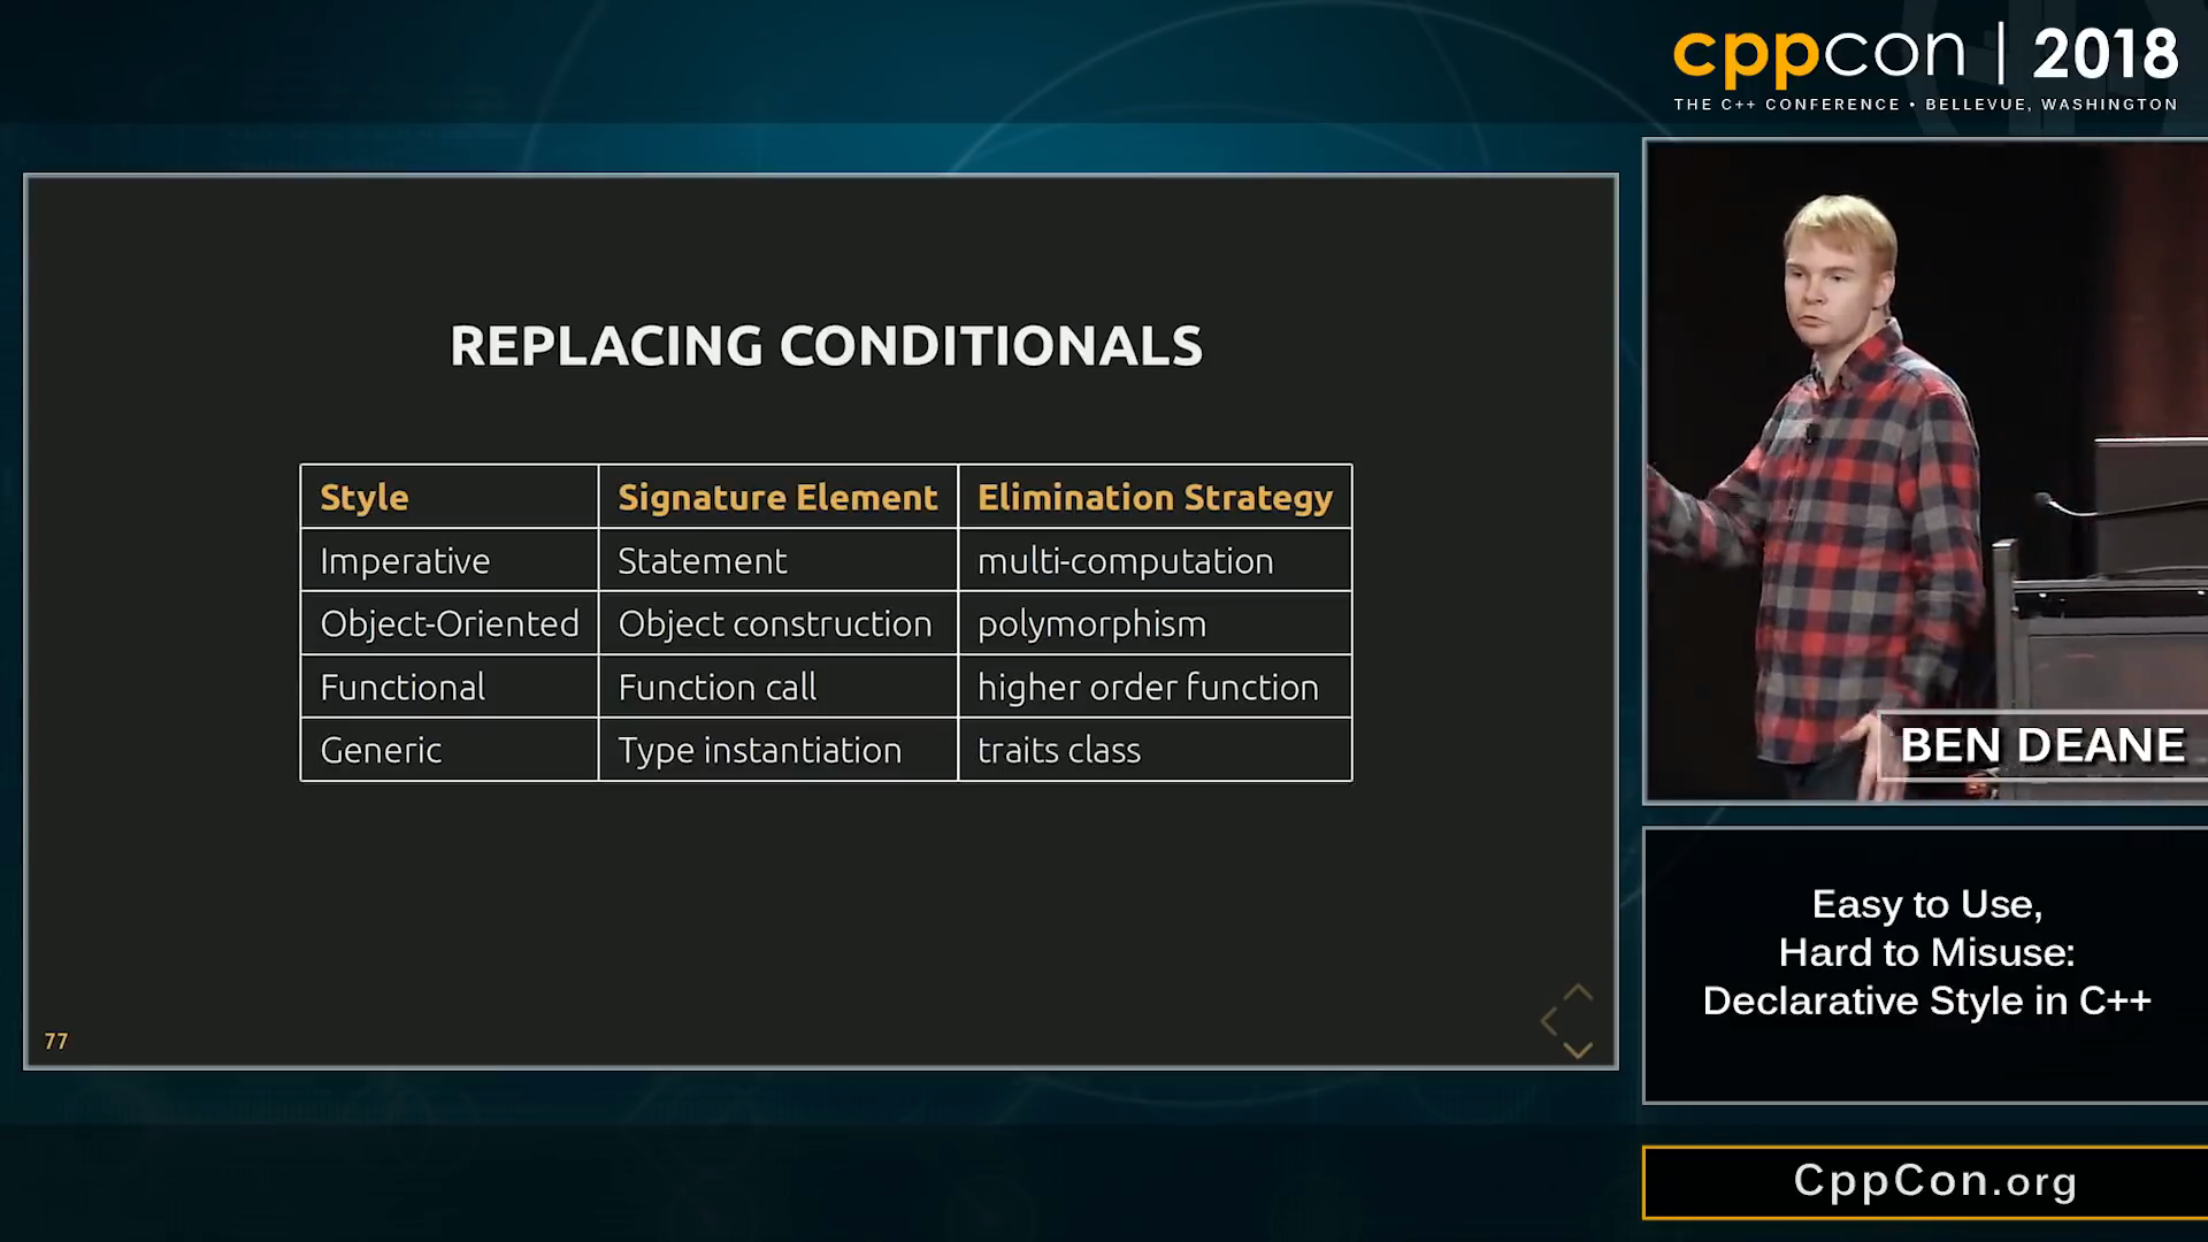 cppcon | 2018
THE C++ CONFERENCE • BELLEVUE, WASHINGTON
REPLACING CONDITIONALS
Style Signature Element Elimination Strategy
Imperative Statement multi-computation
Object-Oriented Object construction polymorphism
Functional Function call higher order function
Generic Type instantiation traits class
77
BEN DEANE
Easy to Use,
Hard to Misuse:
Declarative Style in C++
CppCon.org